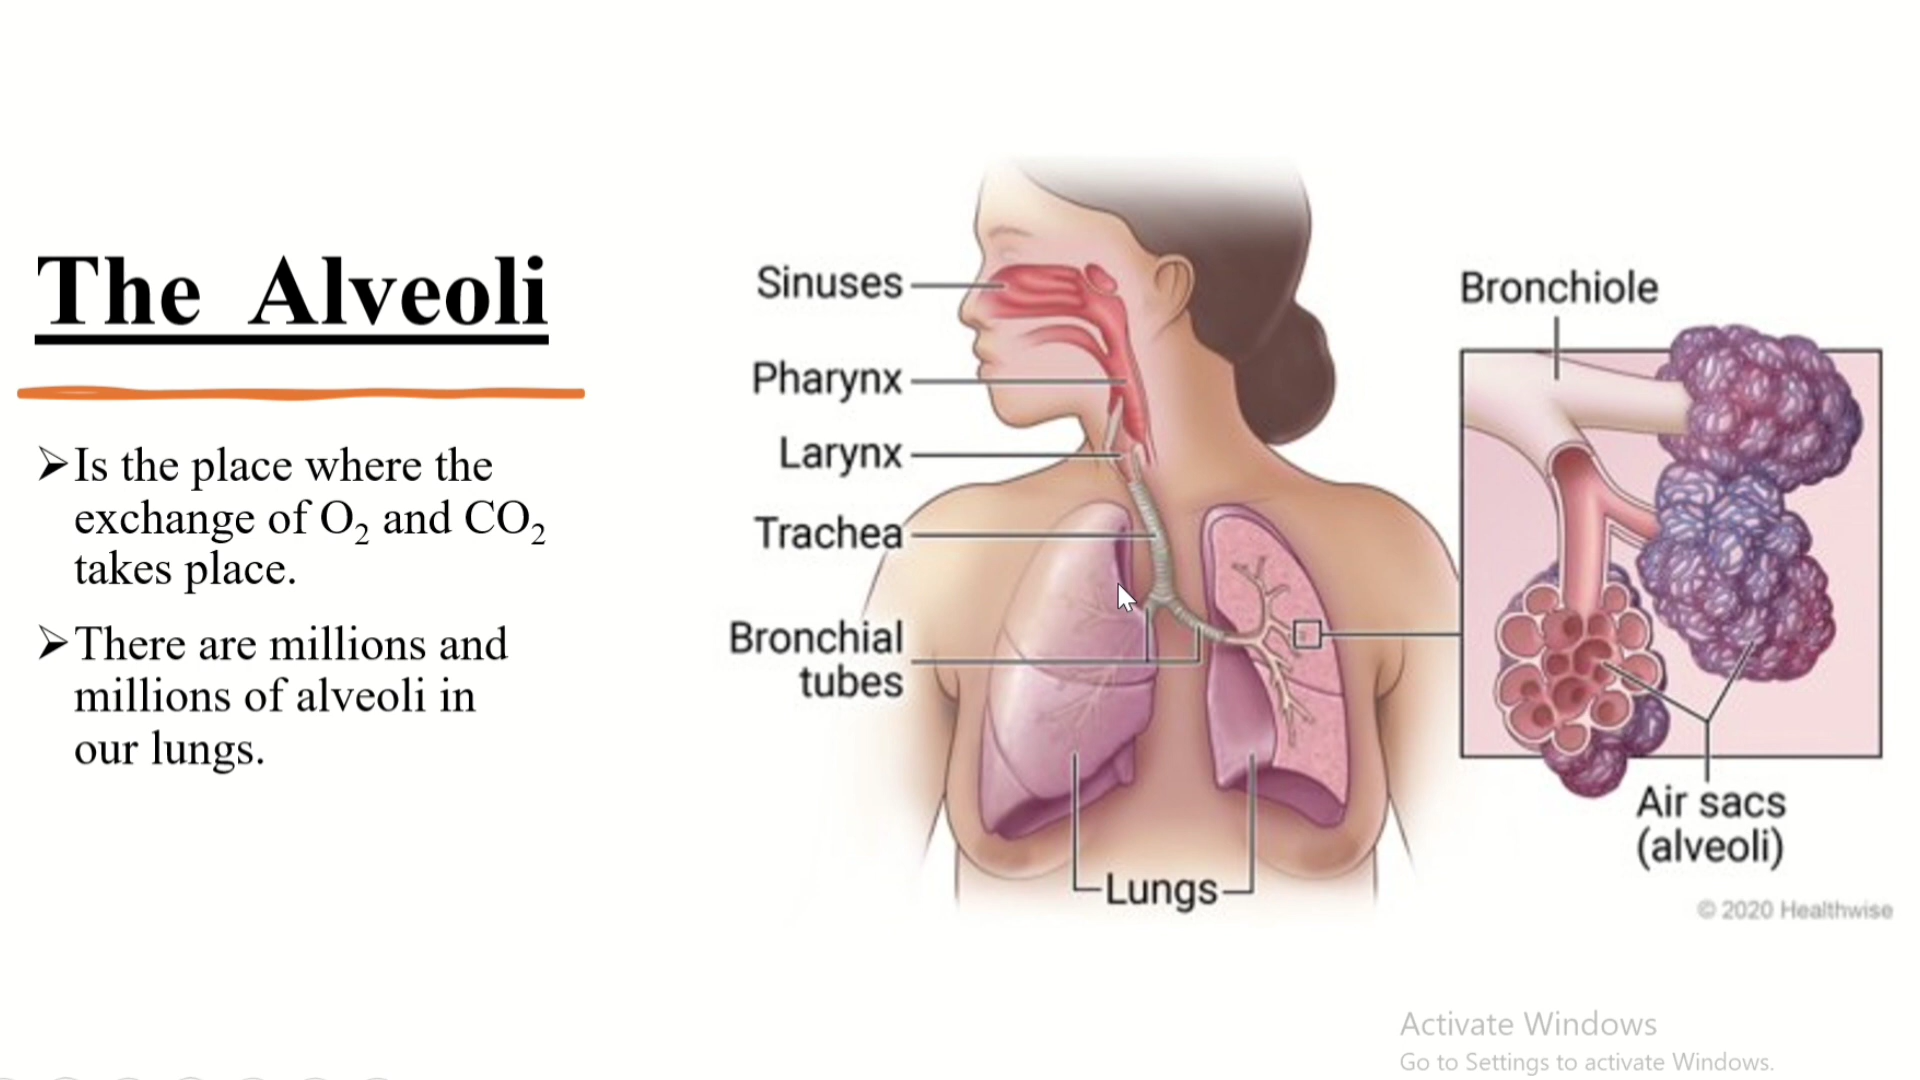 The Alveoli
➢Is the place where the
exchange of O₂ and CO₂
takes place.
➢There are millions and
millions of alveoli in
our lungs.
Sinuses
Pharynx
Larynx
Trachea
Bronchial
tubes
Lungs
Bronchiole
Air sacs
(alveoli)
© 2020 Healthwise
Activate Windows
Go to Settings to activate Windows.